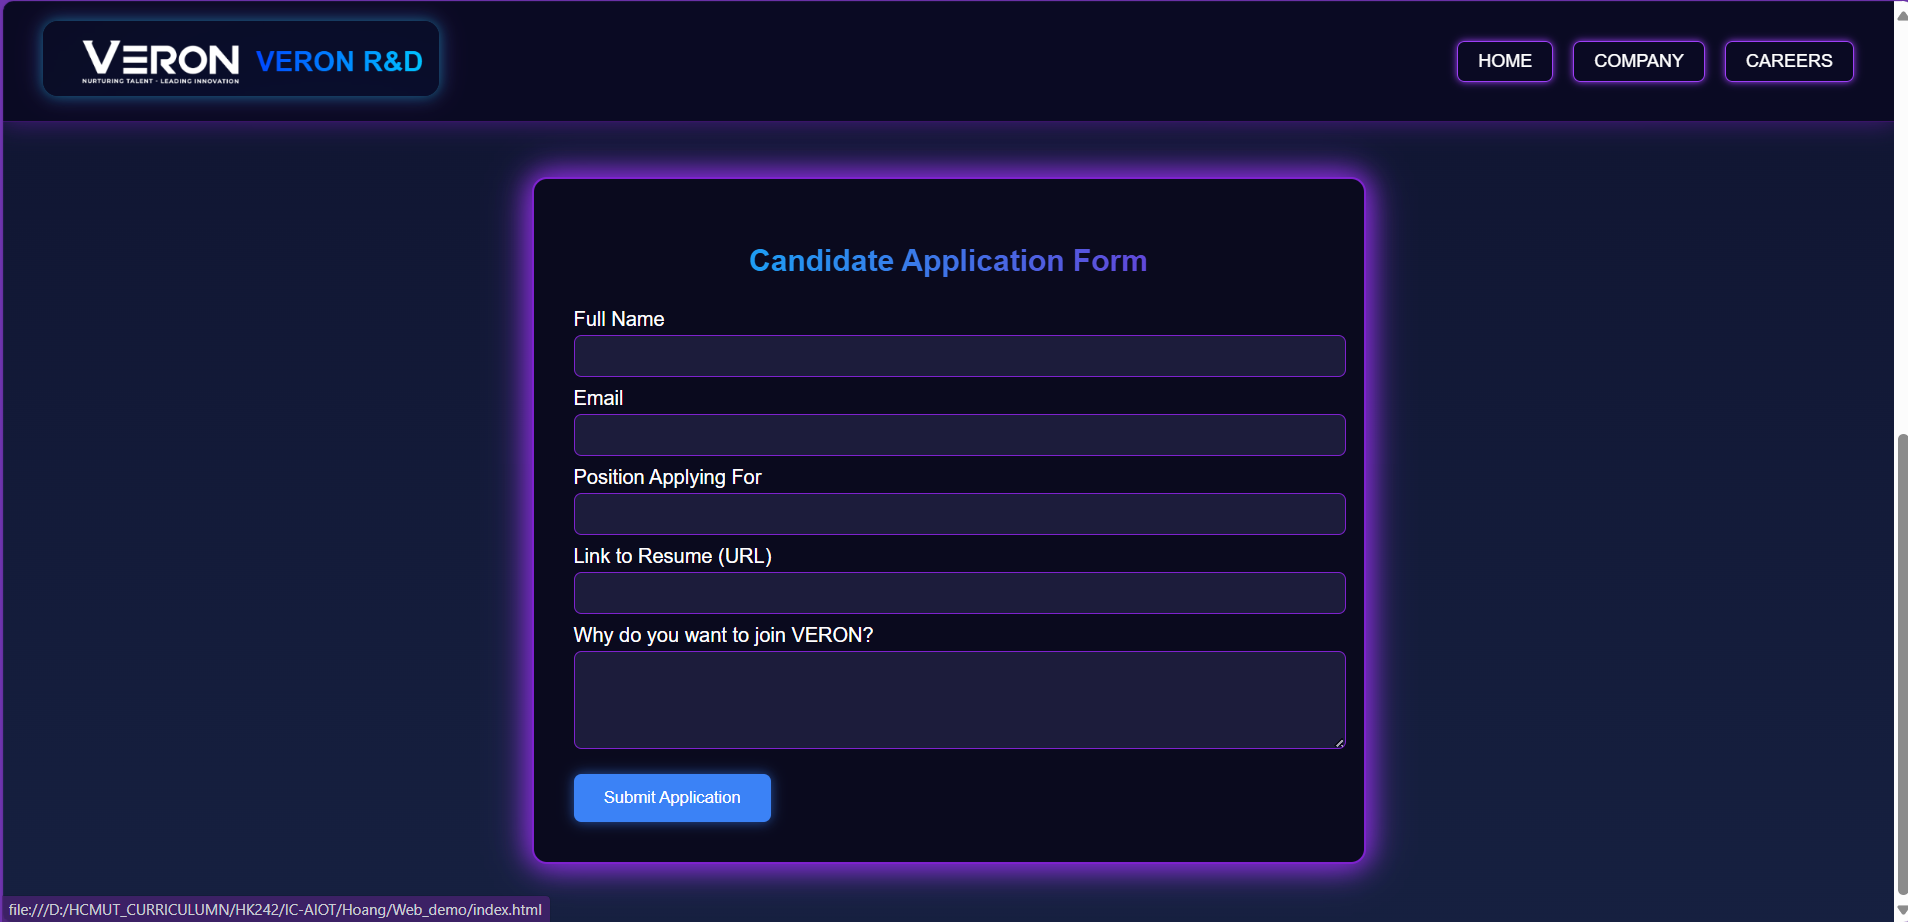 VERON
NURTURING TALENT - LEADING INNOVATION
VERON R&D
HOME
COMPANY
CAREERS
Candidate Application Form
Full Name
Email
Position Applying For
Link to Resume (URL)
Why do you want to join VERON?
Submit Application
file:///D:/HCMUT_CURRICULUMN/HK242/IC-AIOT/Hoang/Web_demo/index.html